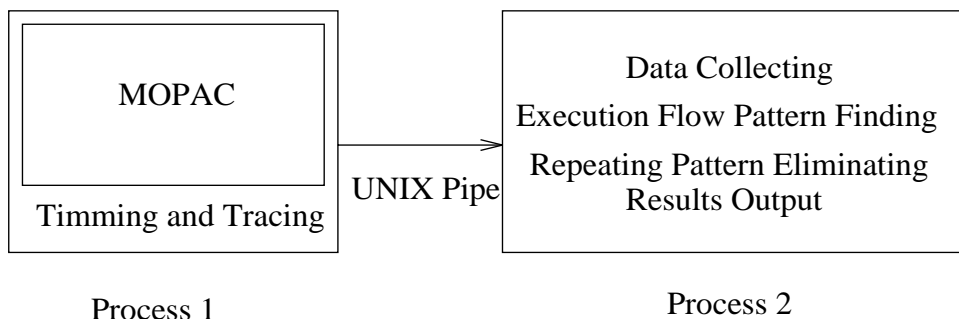 MOPAC
Timming and Tracing
UNIX Pipe
Data Collecting
Execution Flow Pattern Finding
Repeating Pattern Eliminating
Results Output
Process 1
Process 2